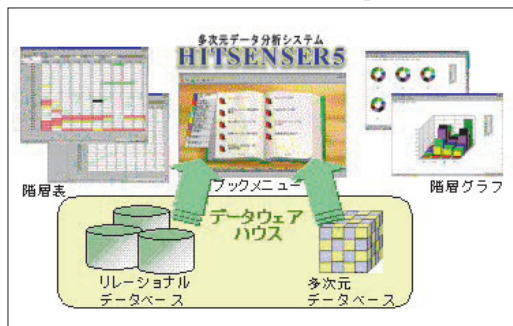 多次元データ分析システム
HITSENSER5
階層表
ブックメニュー
階層グラフ
データウェア
ハウス
リレーショナル
データベース
多次元
データベース